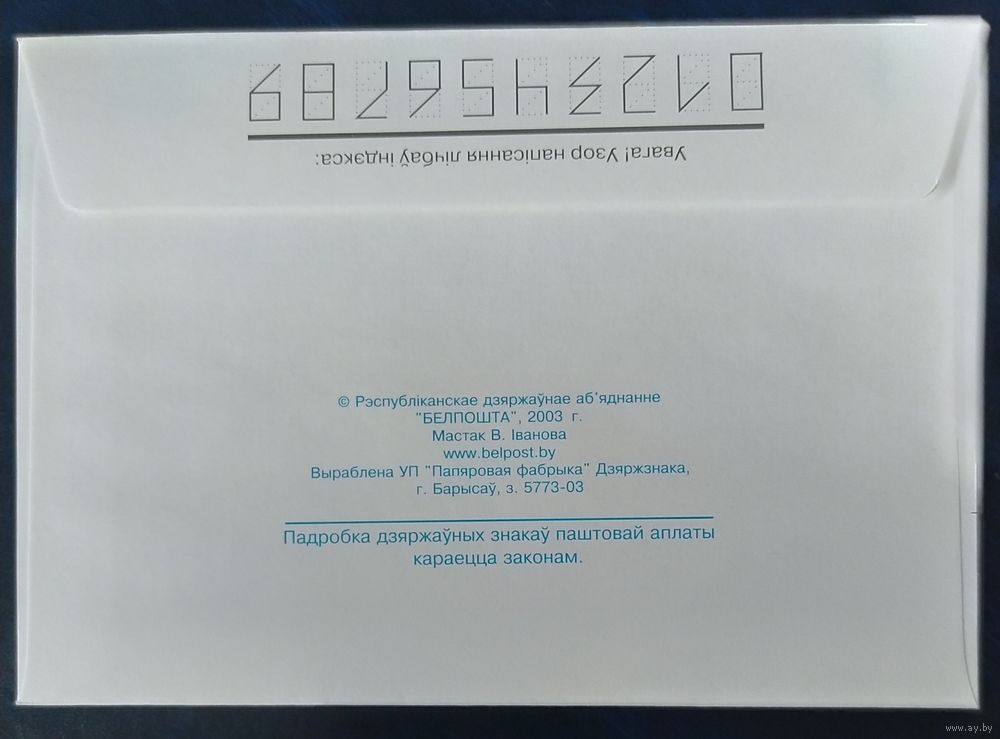 Увага! Узор напісання лічбаў індэкса:
0123456789
© Рэспубліканскае дзяржаўнае аб'яднанне
"БЕЛПОШТА", 2003 г.
Мастак В. Іванова
www.belpost.by
Выраблена УП "Папяровая фабрыка" Дзяржзнака,
г. Барысаў, з. 5773-03
Падробка дзяржаўных знакаў паштовай аплаты
караецца законам.
www.ay.by